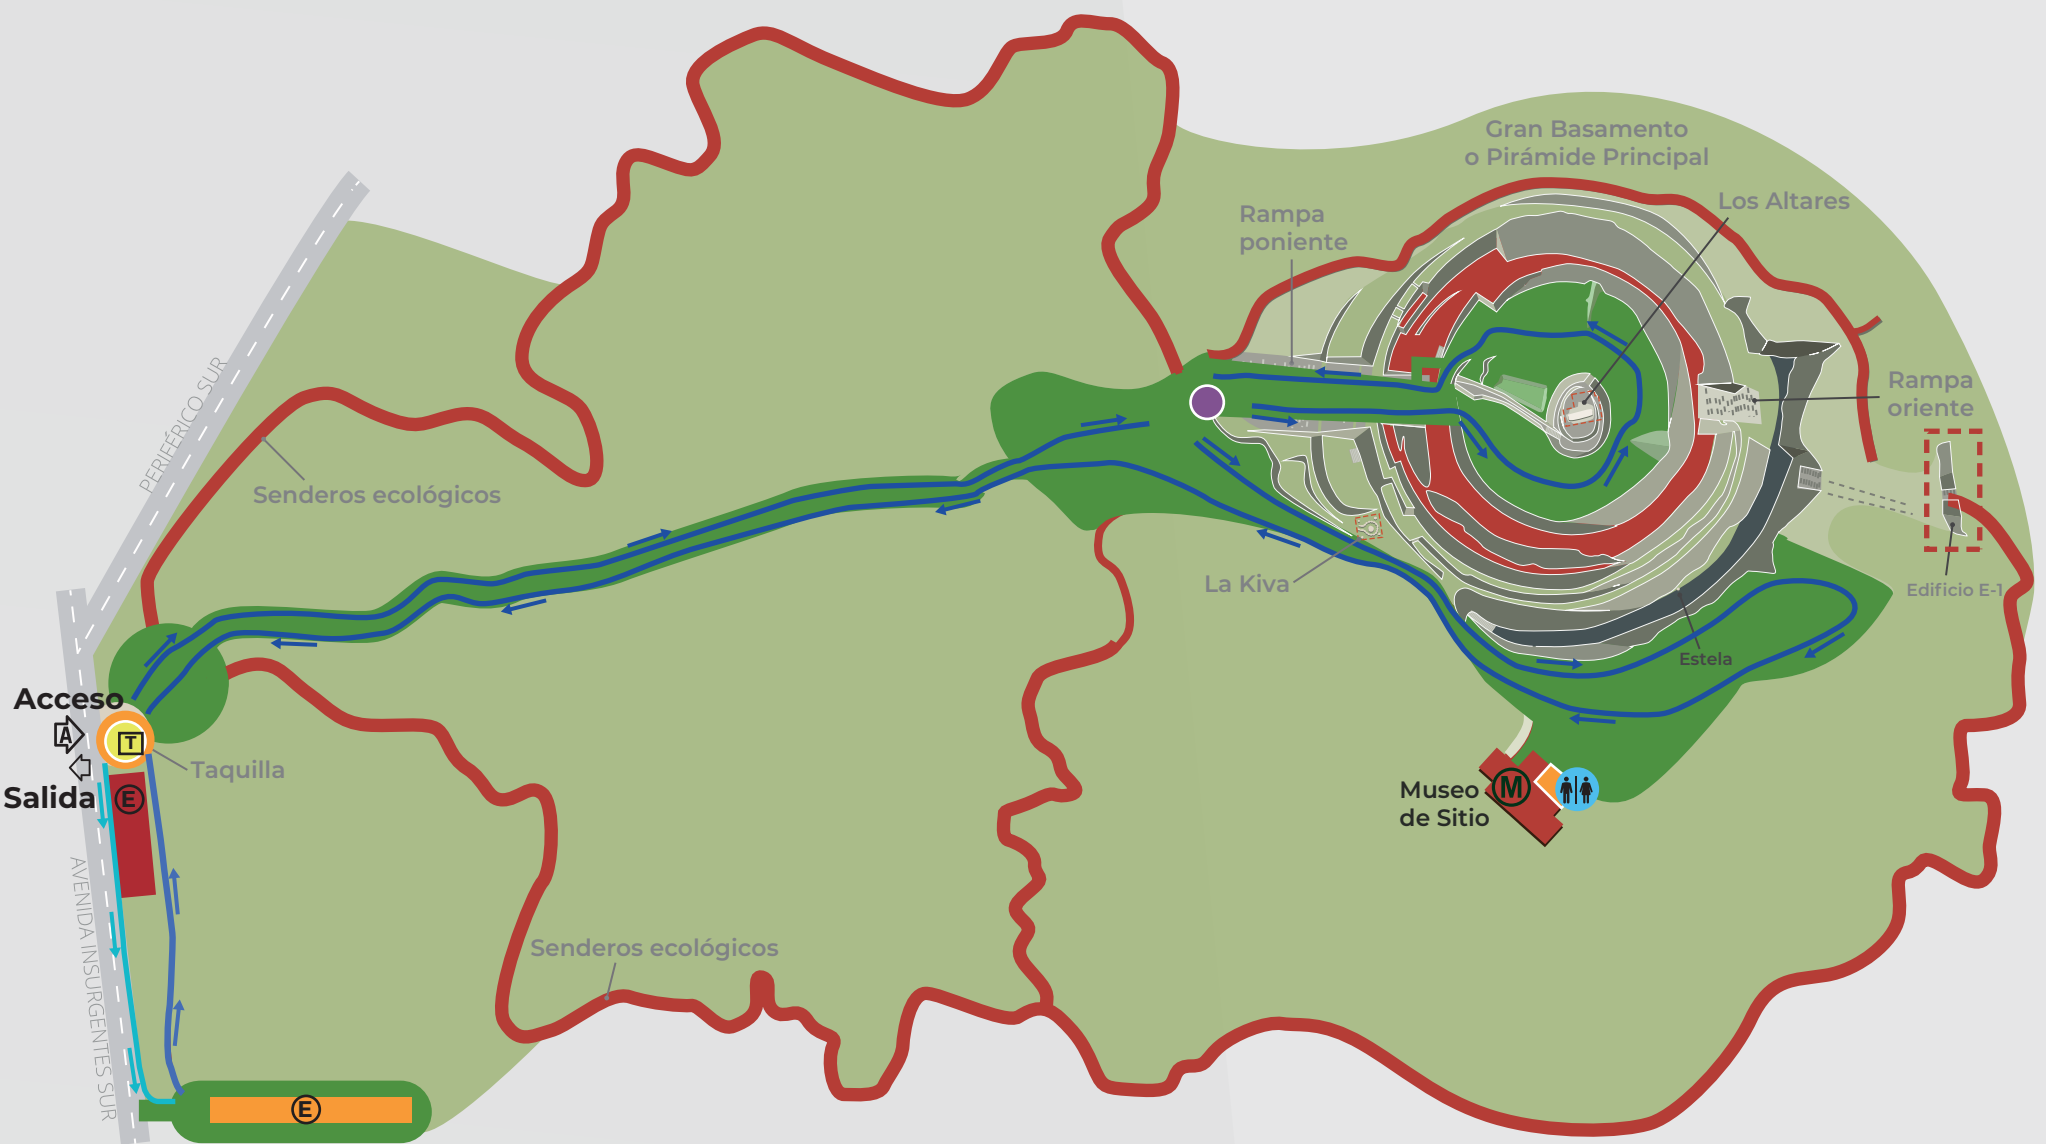 Gran Basamento
o Pirámide Principal
Los Altares
Rampa
poniente
Rampa
oriente
PERIFÉRICO SUR
Senderos ecológicos
La Kiva
Edificio E-1
Estela
Acceso
A
T
Taquilla
Salida
E
Museo
de Sitio
M
AVENIDA INSURGENTES SUR
Senderos ecológicos
E